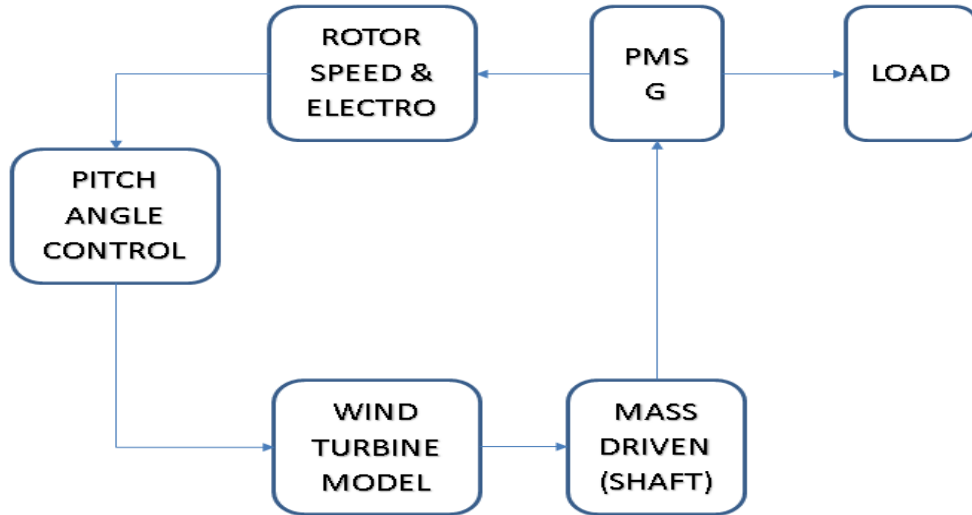 ROTOR
SPEED &
ELECTRO
PMS
G
LOAD
PITCH
ANGLE
CONTROL
WIND
TURBINE
MODEL
MASS
DRIVEN
(SHAFT)